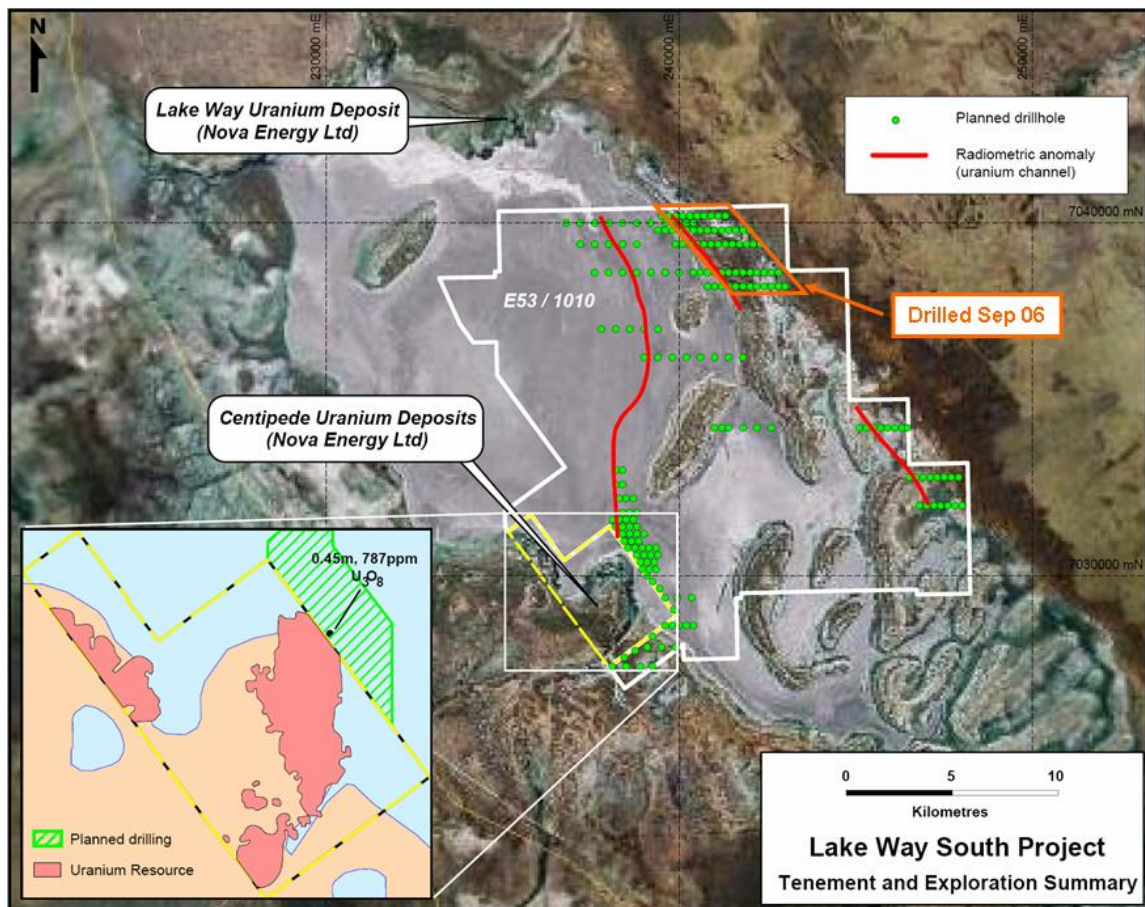 N
230000 mE
240000 mE
250000 mE
Lake Way Uranium Deposit
(Nova Energy Ltd)
Planned drillhole
Radiometric anomaly
(uranium channel)
7040000 mN
E53 / 1010
Drilled Sep 06
Centipede Uranium Deposits
(Nova Energy Ltd)
7030000 mN
0.45m, 787ppm
U3O8
Planned drilling
Uranium Resource
0 5 10
Kilometres
Lake Way South Project
Tenement and Exploration Summary